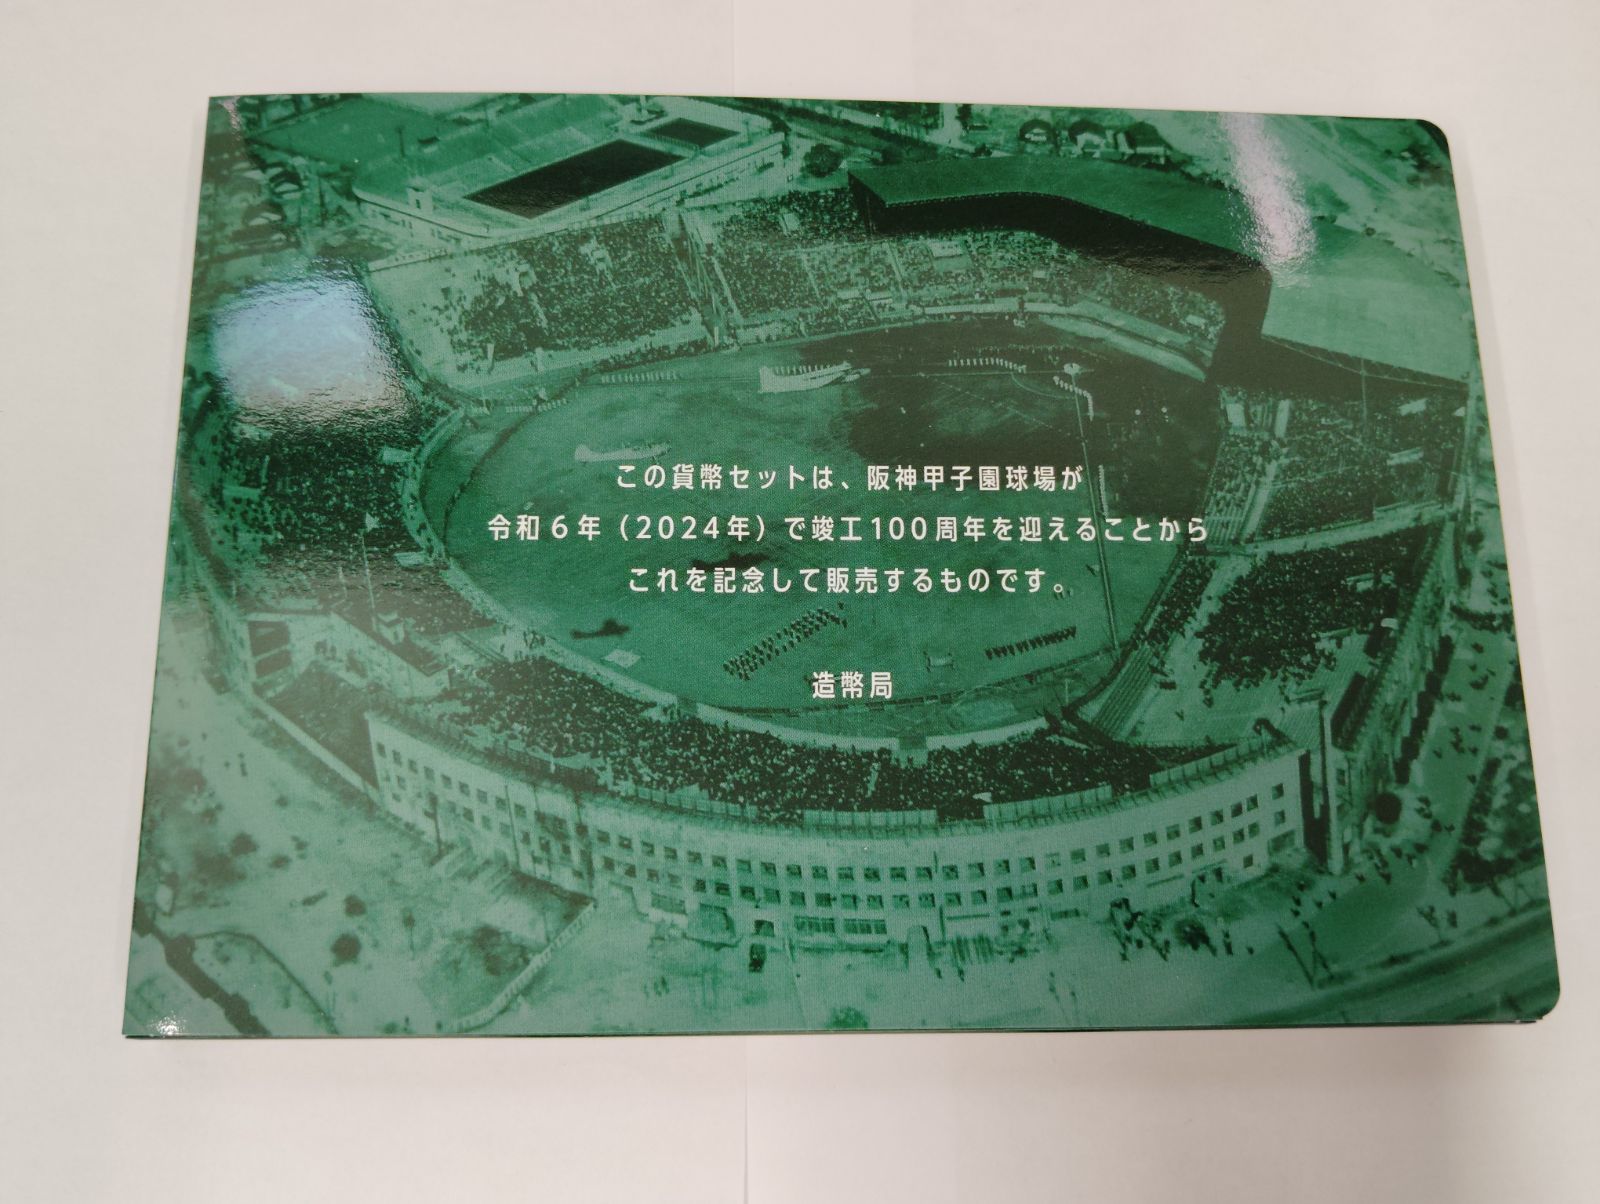 この貨幣セットは、阪神甲子園球場が
令和6年（2024年）で竣工100周年を迎えることから
これを記念して販売するものです。
造幣局